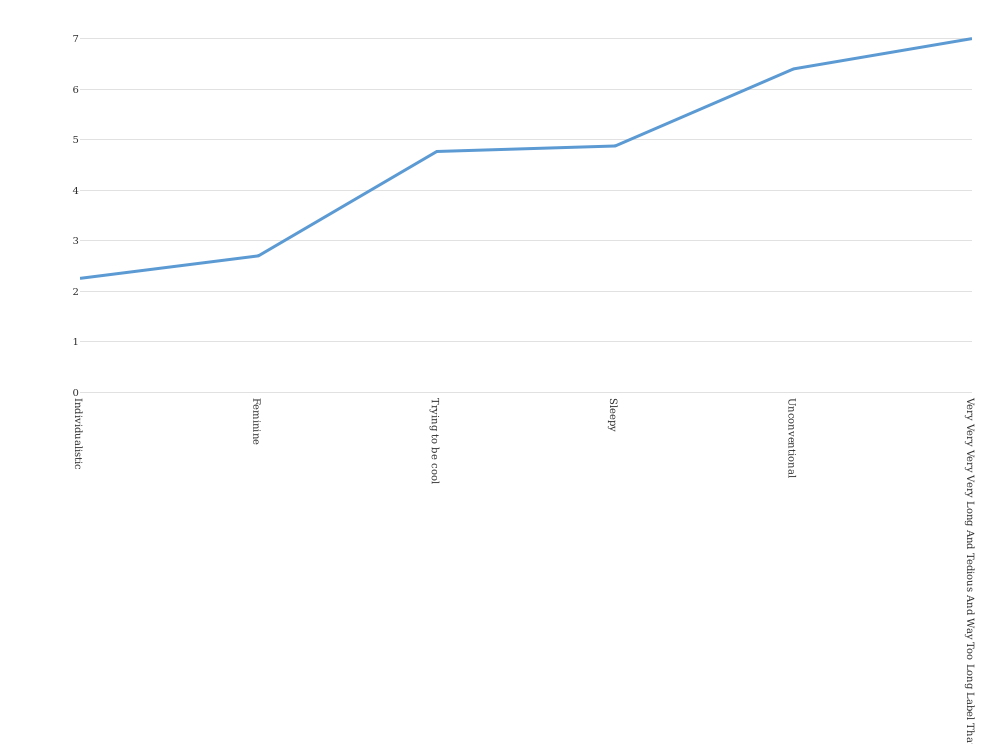 7
6
5
4
3
2
1
0
Individualistic
Feminine
Trying to be cool
Sleepy
Unconventional
Very Very Very Very Long And Tedious And Way Too Long Label Tha